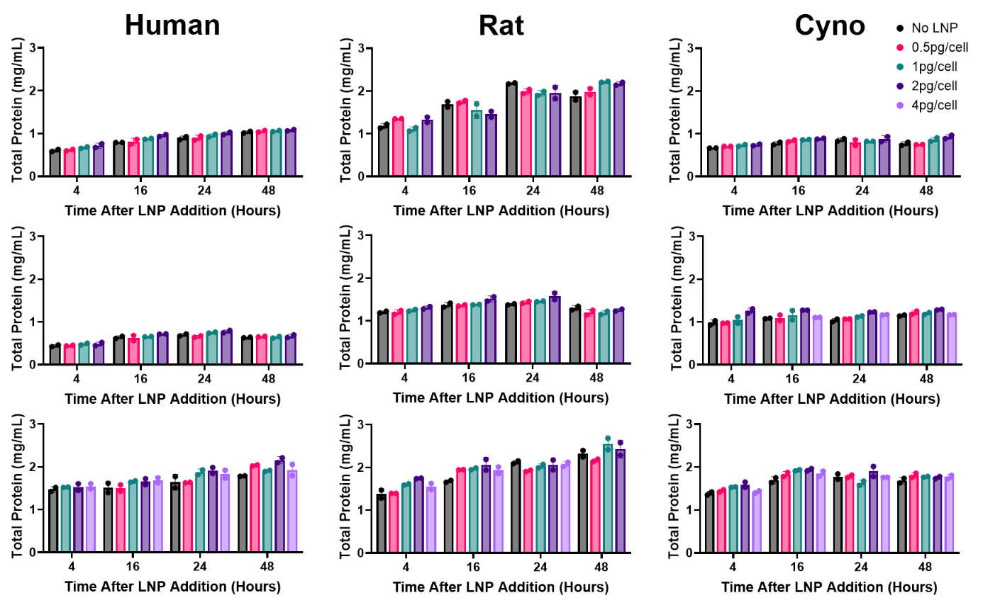 Human
Rat
Cyno
No LNP
0.5pg/cell
1pg/cell
2pg/cell
4pg/cell
Total Protein (mg/mL)
3
2
1
0
4 16 24 48
Time After LNP Addition (Hours)
Total Protein (mg/mL)
3
2
1
0
4 16 24 48
Time After LNP Addition (Hours)
Total Protein (mg/mL)
3
2
1
0
4 16 24 48
Time After LNP Addition (Hours)
Total Protein (mg/mL)
3
2
1
0
4 16 24 48
Time After LNP Addition (Hours)
Total Protein (mg/mL)
3
2
1
0
4 16 24 48
Time After LNP Addition (Hours)
Total Protein (mg/mL)
3
2
1
0
4 16 24 48
Time After LNP Addition (Hours)
Total Protein (mg/mL)
3
2
1
0
4 16 24 48
Time After LNP Addition (Hours)
Total Protein (mg/mL)
3
2
1
0
4 16 24 48
Time After LNP Addition (Hours)
Total Protein (mg/mL)
3
2
1
0
4 16 24 48
Time After LNP Addition (Hours)